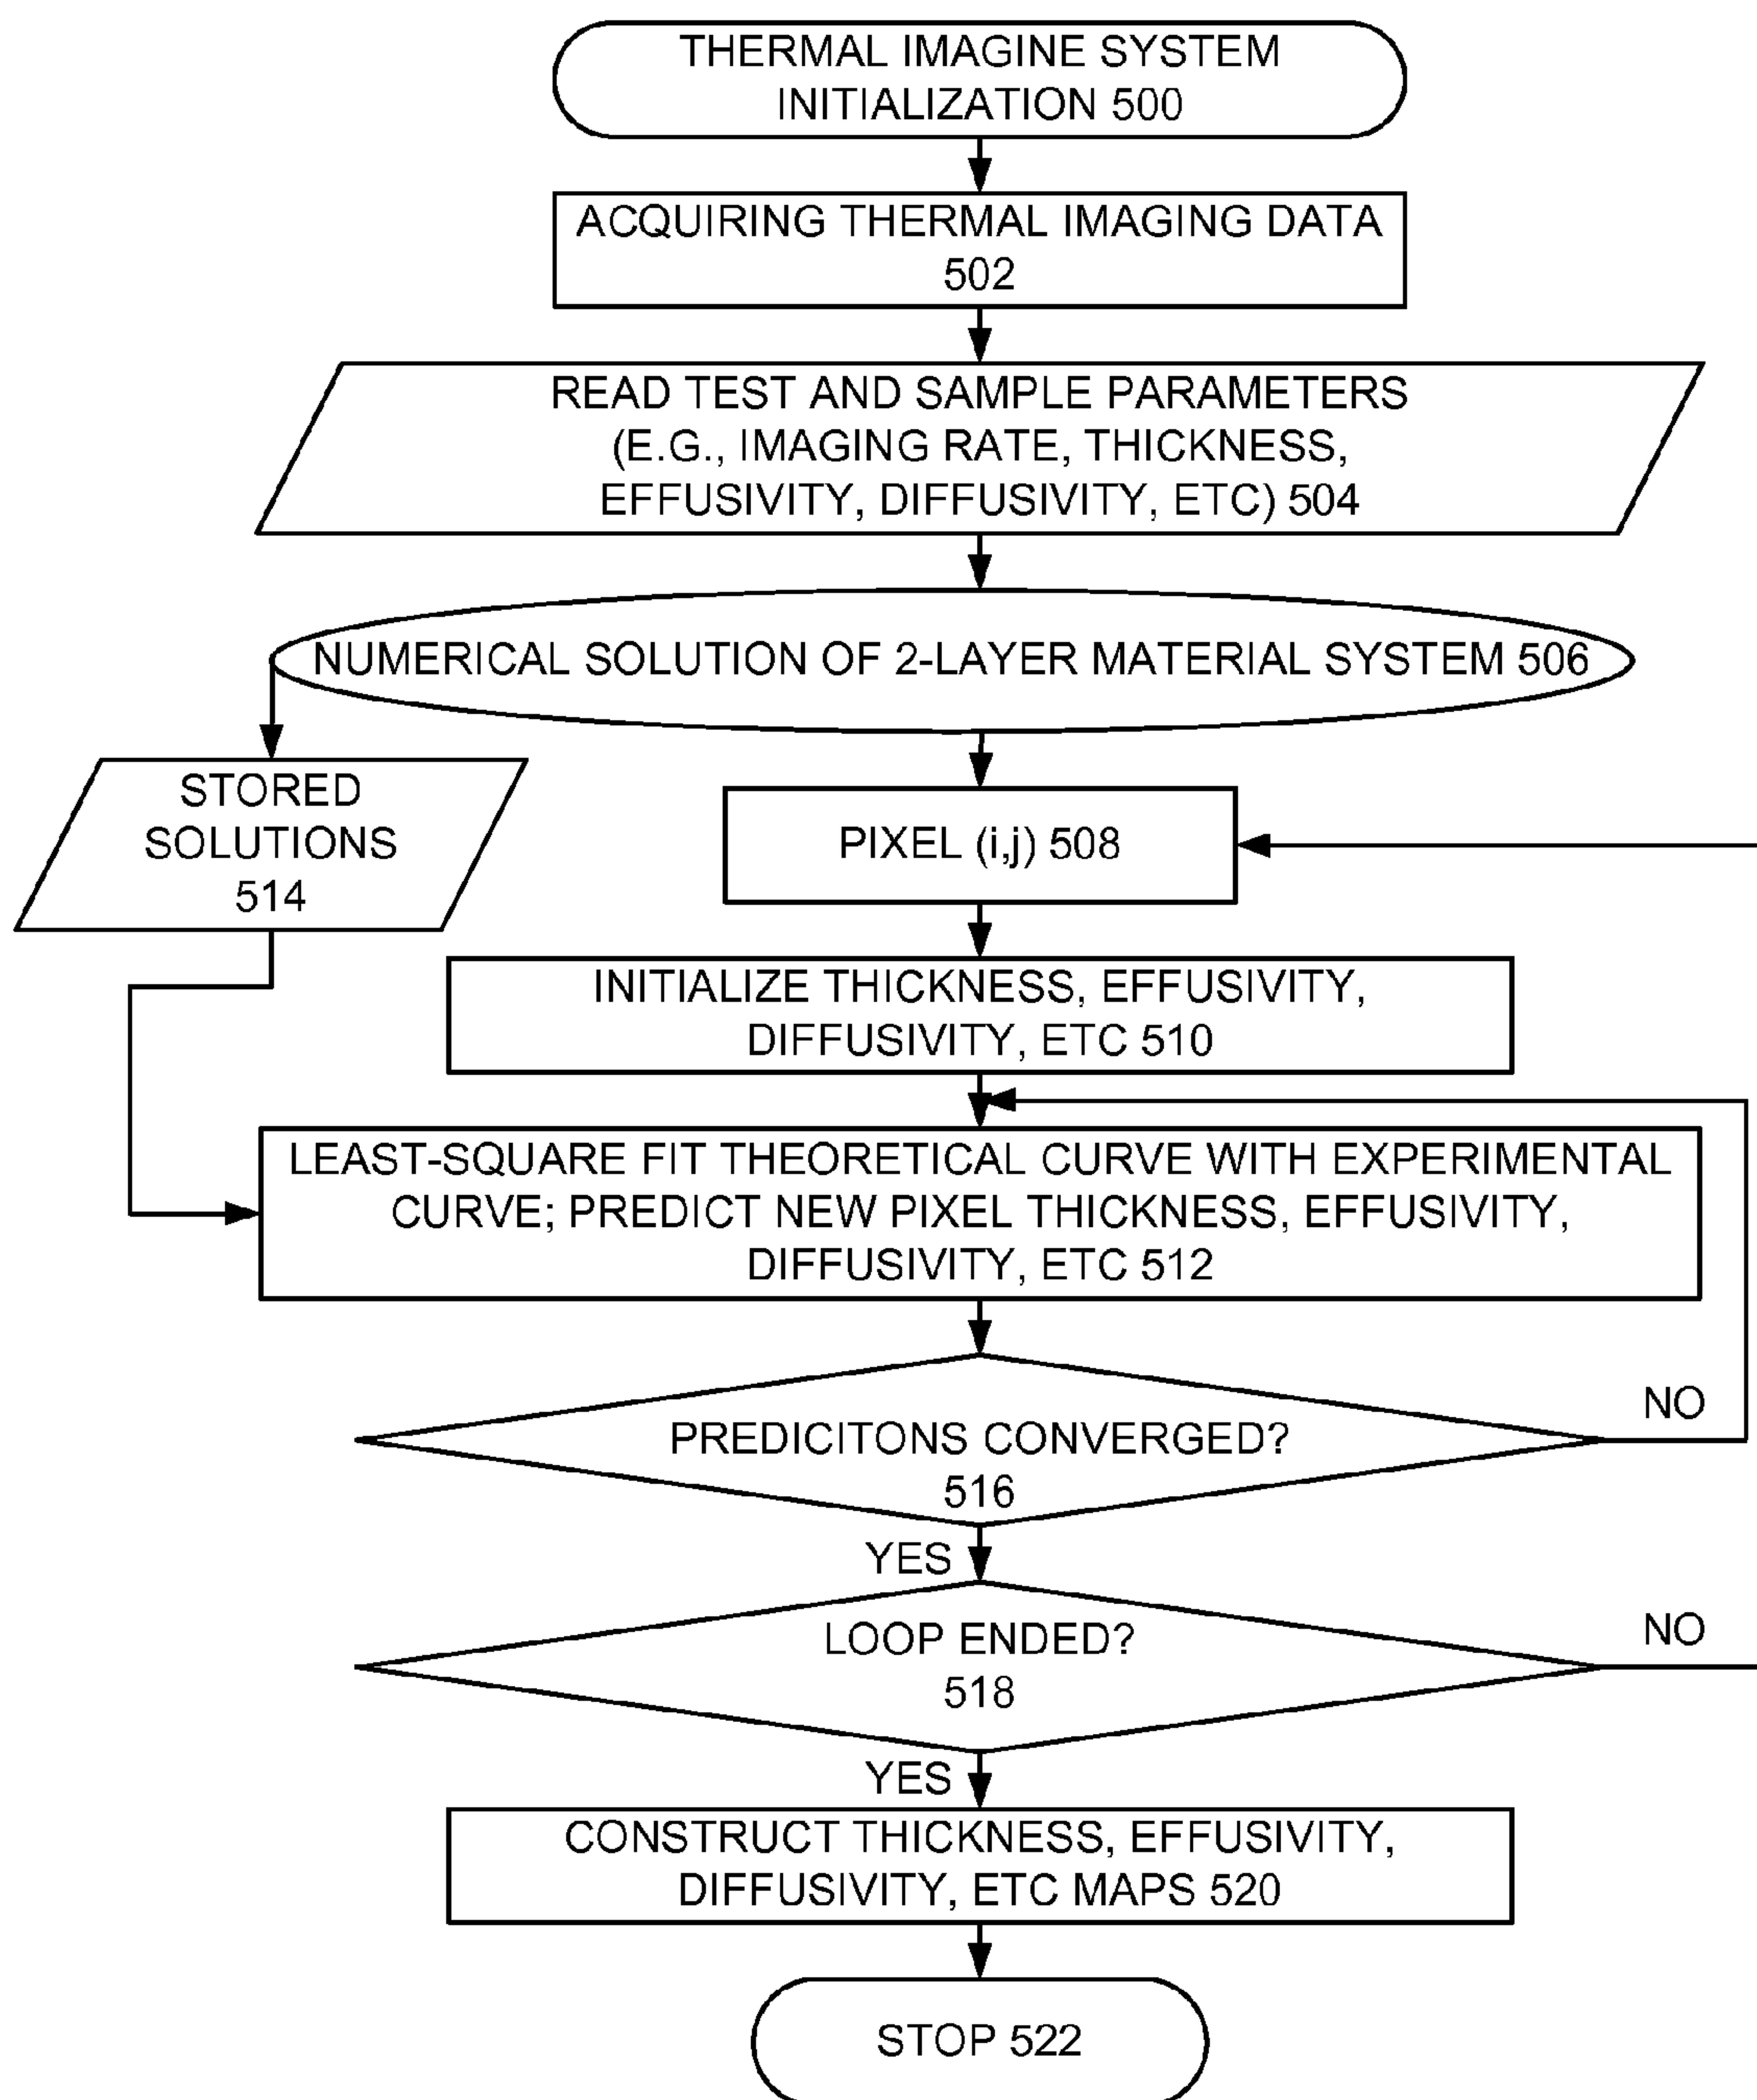 THERMAL IMAGINE SYSTEM
INITIALIZATION 500
ACQUIRING THERMAL IMAGING DATA
502
READ TEST AND SAMPLE PARAMETERS
(E.G., IMAGING RATE, THICKNESS,
EFFUSIVITY, DIFFUSIVITY, ETC) 504
NUMERICAL SOLUTION OF 2-LAYER MATERIAL SYSTEM 506
STORED
SOLUTIONS
514
PIXEL (i,j) 508
INITIALIZE THICKNESS, EFFUSIVITY,
DIFFUSIVITY, ETC 510
LEAST-SQUARE FIT THEORETICAL CURVE WITH EXPERIMENTAL
CURVE; PREDICT NEW PIXEL THICKNESS, EFFUSIVITY,
DIFFUSIVITY, ETC 512
PREDICITONS CONVERGED?
516
NO
YES
LOOP ENDED?
518
NO
YES
CONSTRUCT THICKNESS, EFFUSIVITY,
DIFFUSIVITY, ETC MAPS 520
STOP 522